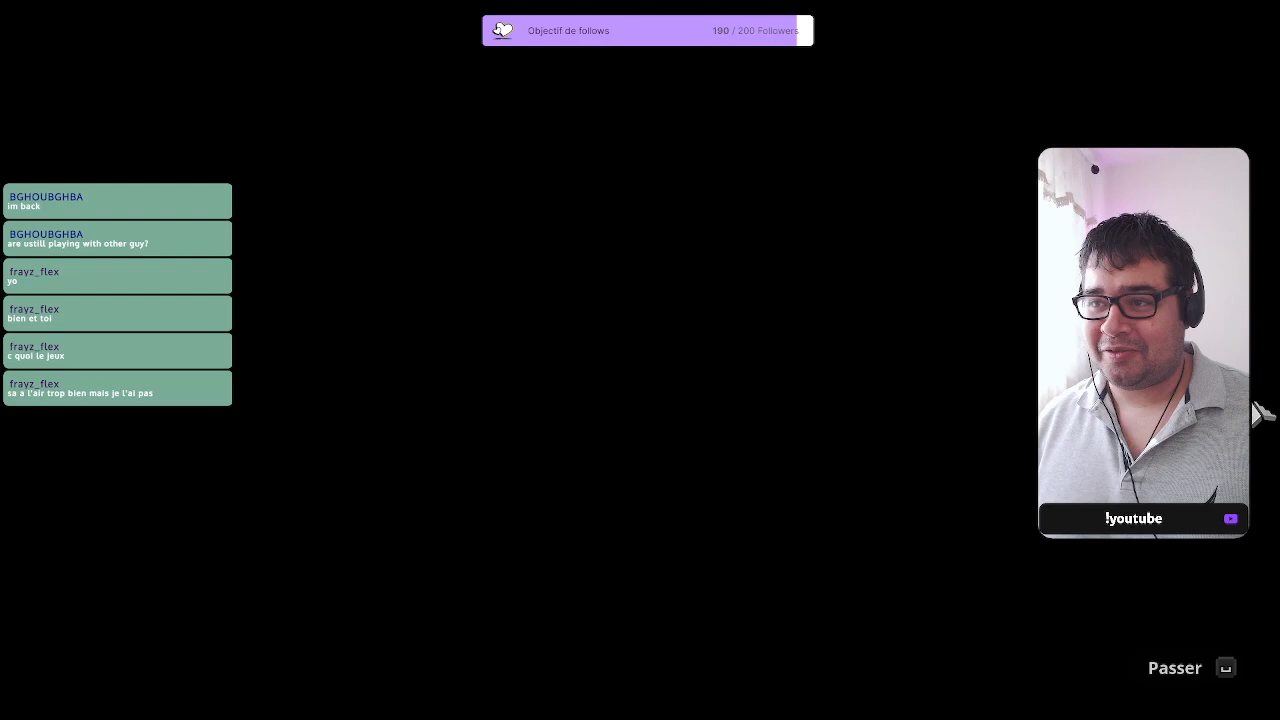 Objectif de follows 190 / 200 Followers
BGHOUBGHBA
im back
BGHOUBGHBA
are ustill playing with other guy?
frayz_flex
yo
frayz_flex
bien et toi
frayz_flex
c quoi le jeux
frayz_flex
sa a l'air trop bien mais je l'ai pas
!youtube
Passer